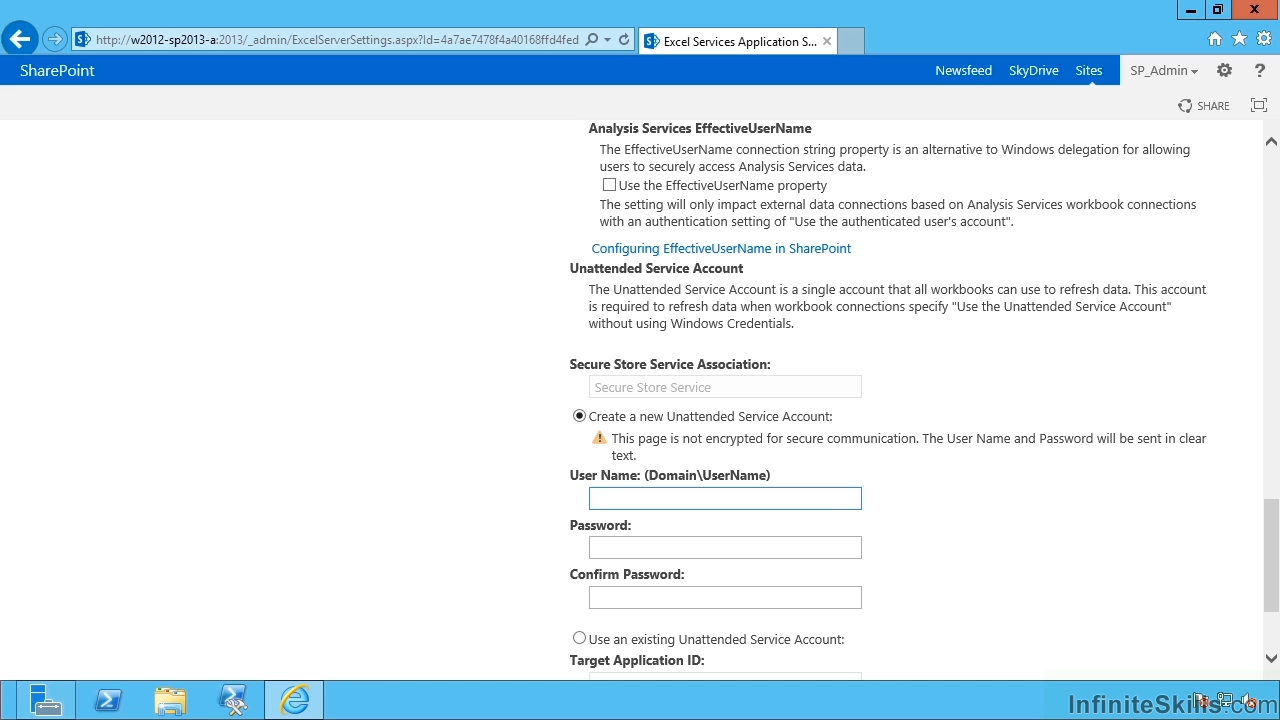 http://w2012-sp2013-a:2013/_admin/ExcelServerSettings.aspx?Id=4a7ae7478f4a40168ffd4fed
Excel Services Application S...
SharePoint
Newsfeed
SkyDrive
Sites
SP_Admin
?
SHARE
Analysis Services EffectiveUserName
The EffectiveUserName connection string property is an alternative to Windows delegation for allowing
users to securely access Analysis Services data.
Use the EffectiveUserName property
The setting will only impact external data connections based on Analysis Services workbook connections
with an authentication setting of "Use the authenticated user's account".
Configuring EffectiveUserName in SharePoint
Unattended Service Account
The Unattended Service Account is a single account that all workbooks can use to refresh data. This account
is required to refresh data when workbook connections specify "Use the Unattended Service Account"
without using Windows Credentials.
Secure Store Service Association:
Secure Store Service
Create a new Unattended Service Account:
This page is not encrypted for secure communication. The User Name and Password will be sent in clear
text.
User Name: (Domain\UserName)
Password:
Confirm Password:
Use an existing Unattended Service Account:
Target Application ID:
InfiniteSkills.com